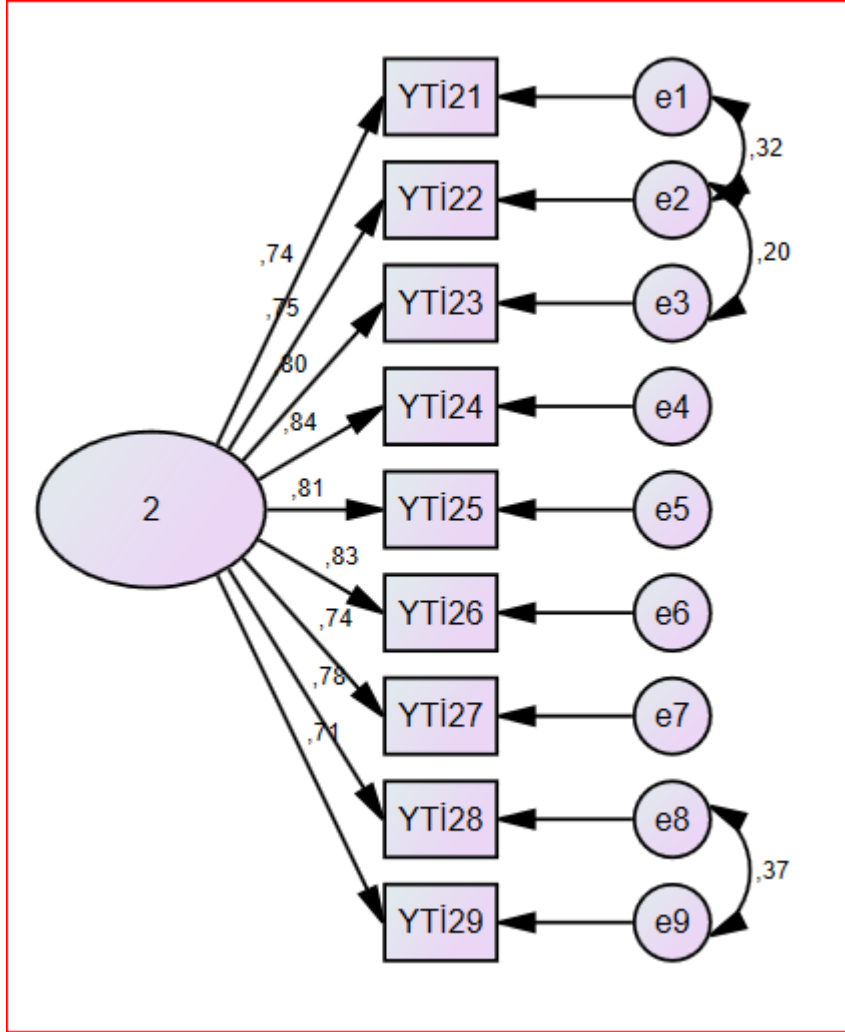 YTİ21
e1
,32
YTİ22
e2
,74
,20
,75
YTİ23
e3
,80
YTİ24
e4
,84
,81
2
YTİ25
e5
,83
YTİ26
e6
,74
,78
YTİ27
e7
,71
YTİ28
e8
,37
YTİ29
e9